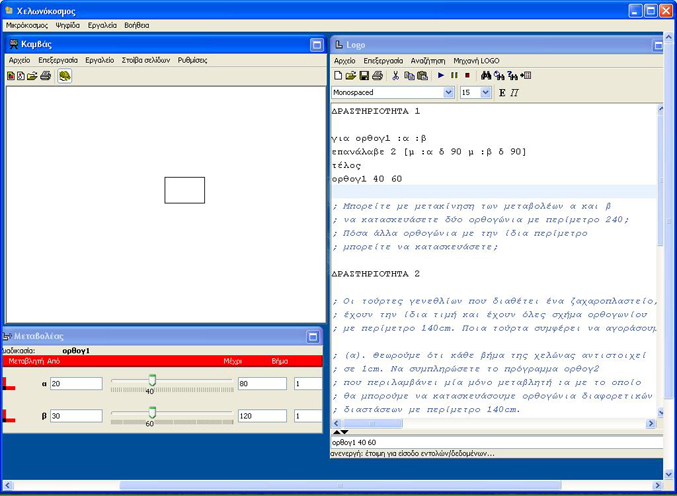 Χελωνόκοσμος
Μικρόκοσμος Ψηφίδα Εργαλεία Βοήθεια
Καμβάς
Αρχείο Επεξεργασία Εργαλείο Στοίβα σελίδων Ρυθμίσεις
Μεταβολέας
διαδικασία: ορθογ1
Μεταβλητή Από Μέχρι Βήμα
α 20 40 80 1
β 30 60 120 1
Logo
Αρχείο Επεξεργασία Αναζήτηση Μηχανή LOGO
Monospaced 15 Ε Π
ΔΡΑΣΤΗΡΙΟΤΗΤΑ 1
για ορθογ1 :α :β
επανάλαβε 2 [μ :α δ 90 μ :β δ 90]
τέλος
ορθογ1 40 60
; Μπορείτε με μετακίνηση των μεταβολέων α και β
; να κατασκευάσετε δύο ορθογώνια με περίμετρο 240;
; Πόσα άλλα ορθογώνια με την ίδια περίμετρο
; μπορείτε να κατασκευάσετε;
ΔΡΑΣΤΗΡΙΟΤΗΤΑ 2
; Οι τούρτες γενεθλίων που διαθέτει ένα ζαχαροπλαστείο,
; έχουν την ίδια τιμή και έχουν όλες σχήμα ορθογωνίου
; με περίμετρο 140cm. Ποια τούρτα συμφέρει να αγοράσουμ
; (α). Θεωρούμε ότι κάθε βήμα της χελώνας αντιστοιχεί
; σε 1cm. Να συμπληρώσετε το πρόγραμμα ορθογ2
; που περιλαμβάνει μία μόνο μεταβλητή :α με το οποίο
; θα μπορούμε να κατασκευάσουμε ορθογώνια διαφορετικών
; διαστάσεων με περίμετρο 140cm.
ορθογ1 40 60
ανενεργή: έτοιμη για είσοδο εντολών/δεδομένων...